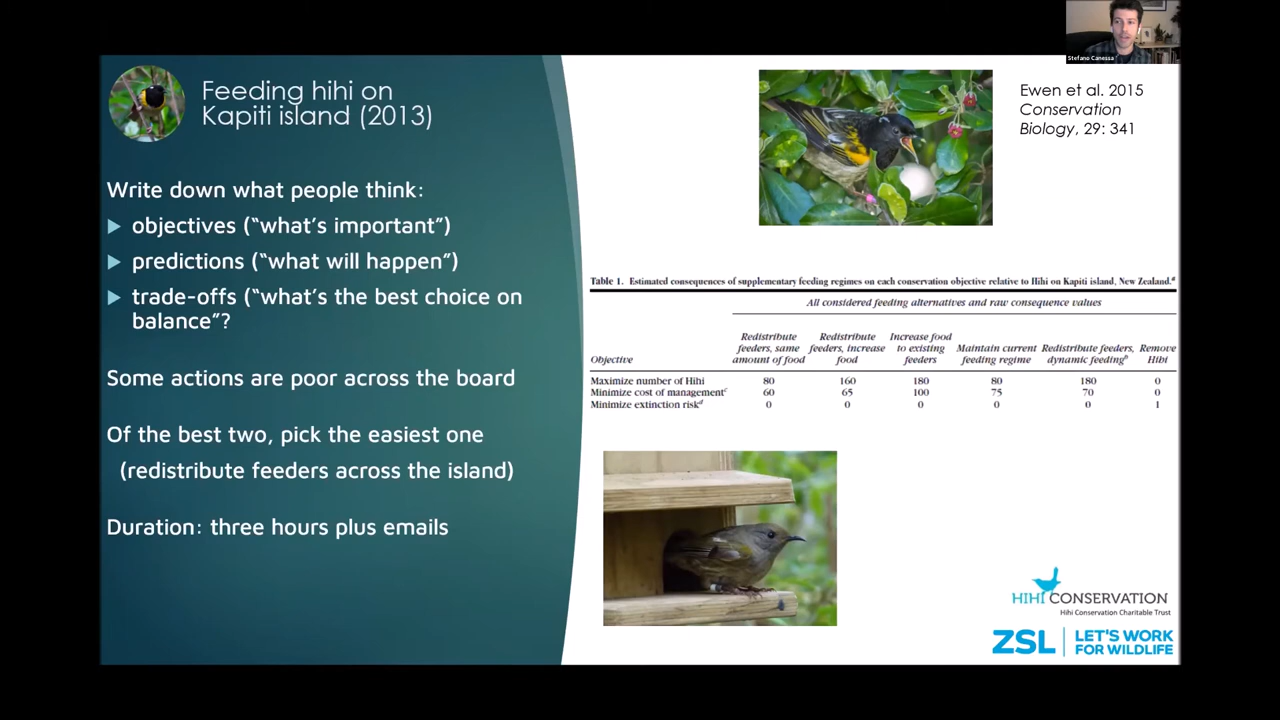 Stefano Canessa
Feeding hihi on
Kapiti island (2013)
Write down what people think:
objectives (“what’s important”)
predictions (“what will happen”)
trade-offs (“what’s the best choice on
balance”?
Some actions are poor across the board
Of the best two, pick the easiest one
(redistribute feeders across the island)
Duration: three hours plus emails
Ewen et al. 2015
Conservation
Biology, 29: 341
Table 1. Estimated consequences of supplementary feeding regimes on each conservation objective relative to Hihi on Kapiti island, New Zealand.a
All considered feeding alternatives and raw consequence values
Redistribute Redistribute Increase food
feeders, same feeders, increase to existing Maintain current Redistribute feeders, Remove
Objective amount of food food feeders feeding regime dynamic feedingb Hihi
Maximize number of Hihi 80 160 180 80 180 0
Minimize cost of managementc 60 65 100 75 70 0
Minimize extinction riskd 0 0 0 0 0 1
HIHI CONSERVATION
Hihi Conservation Charitable Trust
ZSL LET'S WORK
FOR WILDLIFE